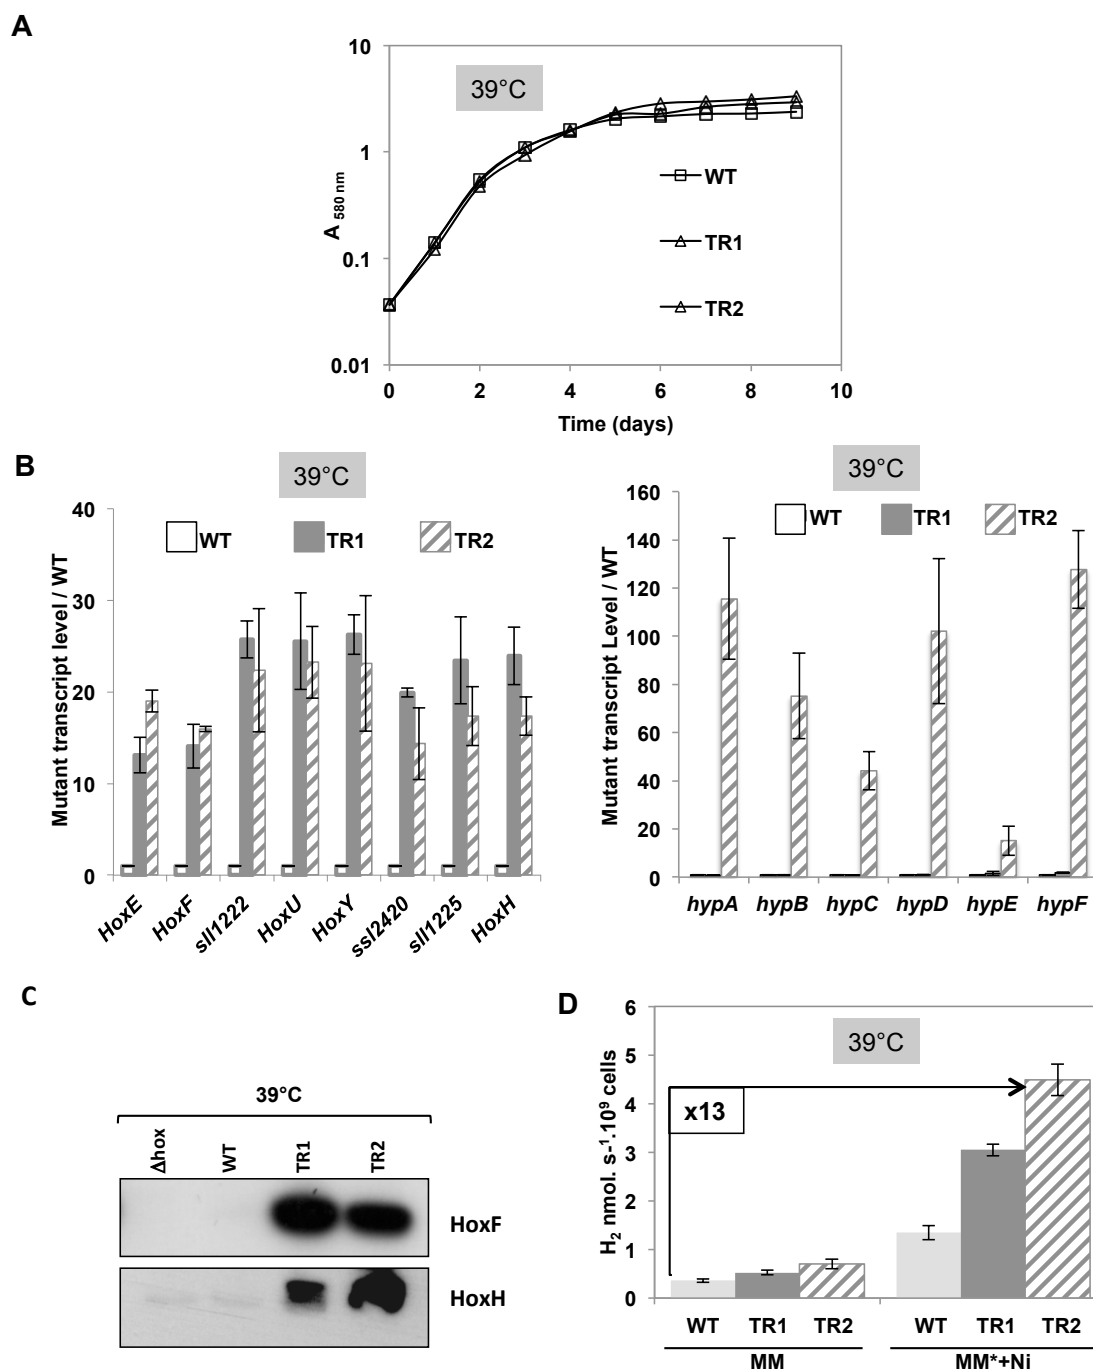 A
39°C
10
1
0.1
0.01
A 580 nm
WT
TR1
TR2
0 2 4 6 8 10
Time (days)
B
39°C
40
30
20
10
0
Mutant transcript level / WT
WT TR1 TR2
HoxE HoxF sll1222 HoxU HoxY ssl2420 sll1225 HoxH
39°C
160
140
120
100
80
60
40
20
0
Mutant transcript Level / WT
WT TR1 TR2
hypA hypB hypC hypD hypE hypF
C
39°C
Δhox WT TR1 TR2
HoxF
HoxH
D
39°C
6
5
4
3
2
1
0
H2 nmol. s-1.10⁹ cells
x13
WT TR1 TR2 WT TR1 TR2
MM MM*+Ni